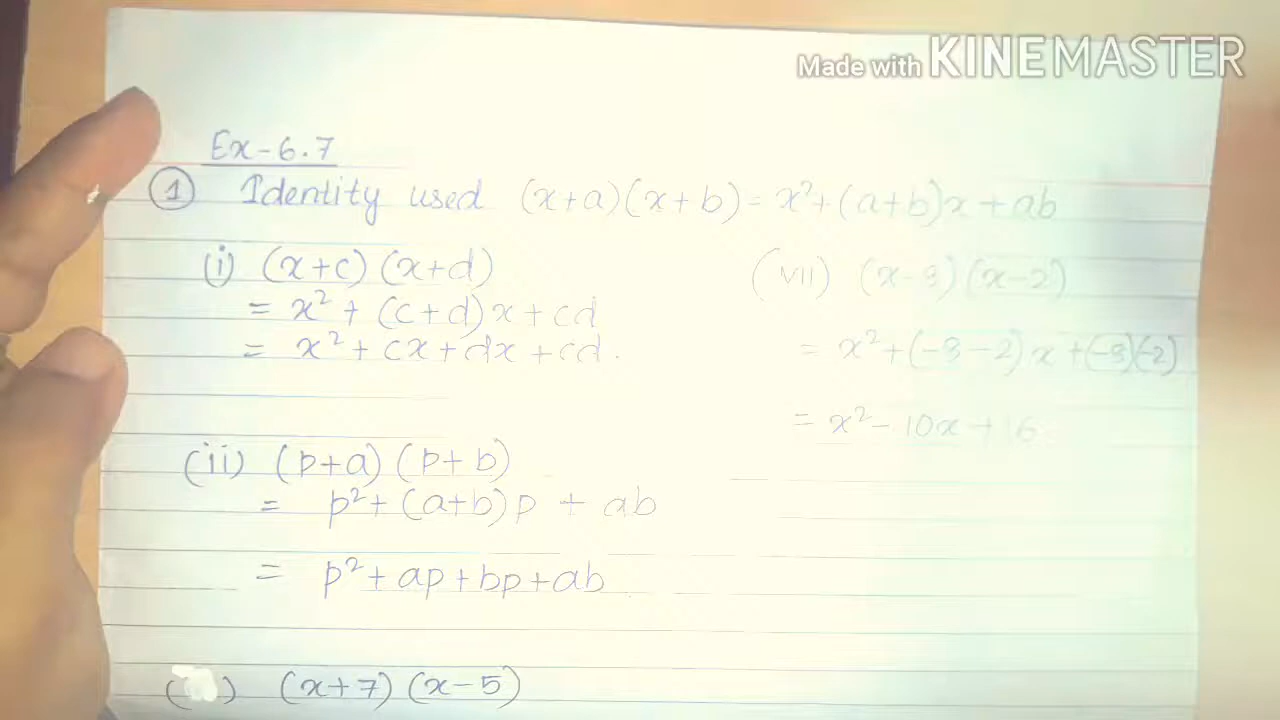 Made with KINEMASTER
Ex-6.7
① Identity used (x+a)(x+b)=x²+(a+b)x+ab
(i) (x+c)(x+d)
= x² + (c+d)x+cd
= x²+cx+dx+cd.
(ii) (p+a)(p+b)
= p²+(a+b)p + ab
= p²+ap+bp+ab
( ) (x+7)(x-5)
(VII) (x-8)(x-2)
= x²+(-8-2)x+(-8)(-2)
= x²-10x+16